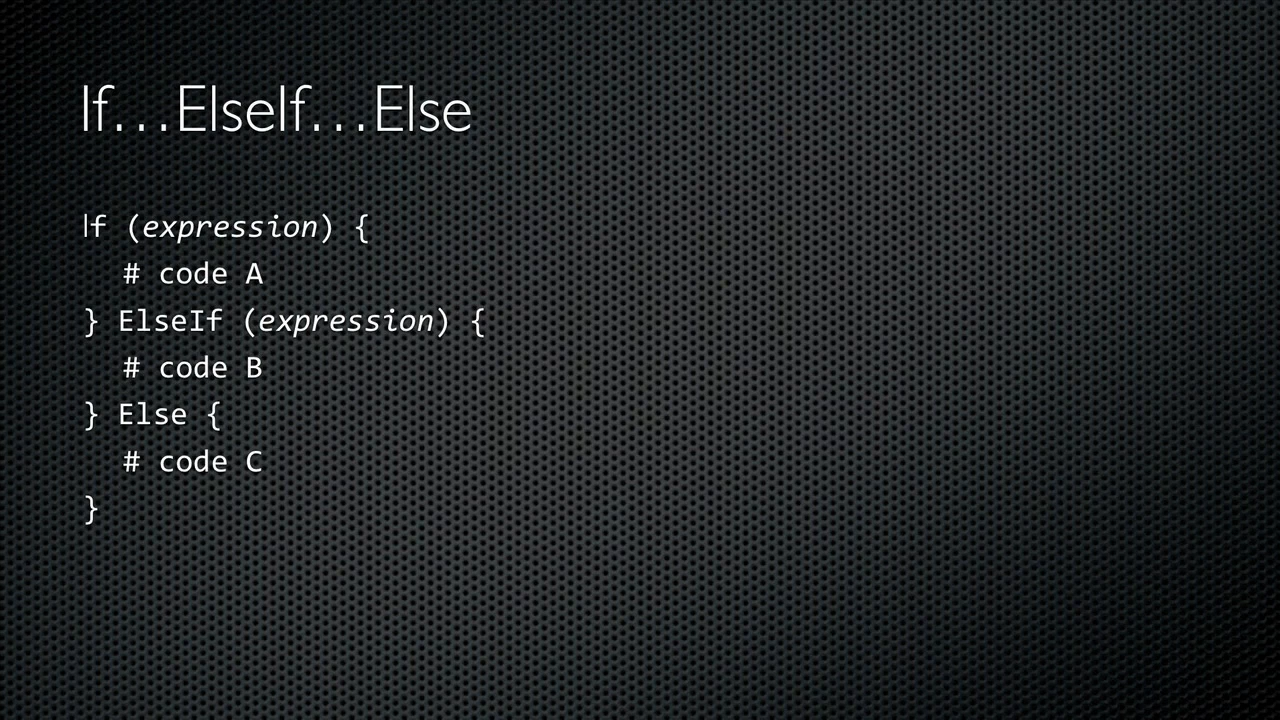 If...ElseIf...Else
If (expression) {
# code A
} ElseIf (expression) {
# code B
} Else {
# code C
}